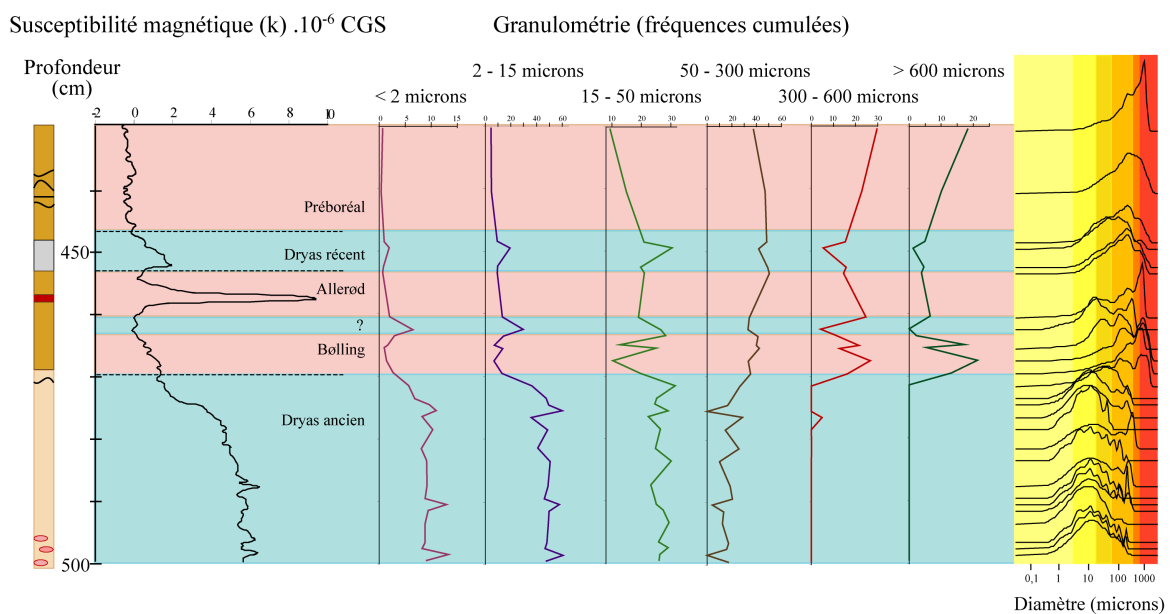 Susceptibilité magnétique (k) .10⁻⁶ CGS
Granulométrie (fréquences cumulées)
Profondeur
(cm)
2 - 15 microns
50 - 300 microns
> 600 microns
< 2 microns
15 - 50 microns
300 - 600 microns
-2 0 2 4 6 8 10
0 5 10 15
0 20 40 60
10 20 30
0 20 40 60
0 10 20 30
0 10 20
Préboréal
450
Dryas récent
Allerød
?
Bølling
Dryas ancien
500
0,1 1 10 100 1000
Diamètre (microns)